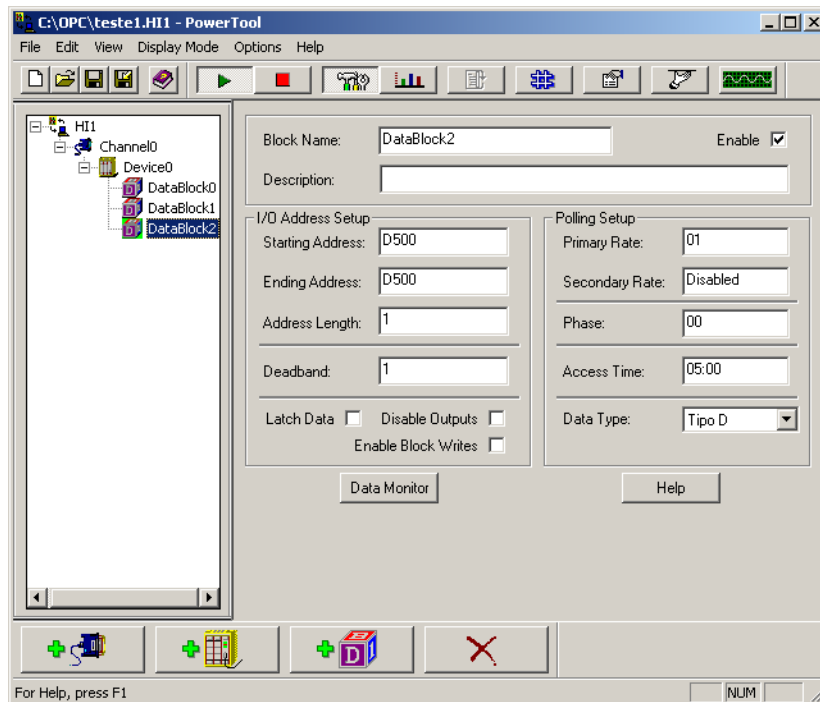 C:\OPC\teste1.HI1 - PowerTool
File Edit View Display Mode Options Help
HI1
Channel0
Device0
DataBlock0
DataBlock1
DataBlock2
Block Name: DataBlock2 Enable
Description:
I/O Address Setup
Starting Address: D500
Ending Address: D500
Address Length: 1
Deadband: 1
Latch Data Disable Outputs
Enable Block Writes
Polling Setup
Primary Rate: 01
Secondary Rate: Disabled
Phase: 00
Access Time: 05:00
Data Type: Tipo D
Data Monitor Help
D
For Help, press F1 NUM